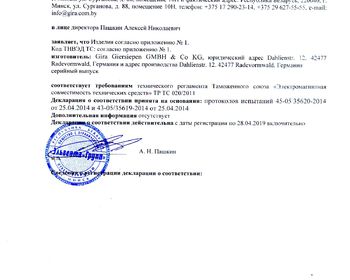 Минск, ул. Сурганова, д. 88, помещение 10Н, телефон: +375 17 290-23-14, +375 29 627-55-55, e-mail:
info@gira.com.by
в лице директора Пашкин Алексей Николаевич
заявляет, что Изделия согласно приложению № 1.
Код ТНВЭД ТС: согласно приложению № 1.
изготовитель: Gira Giersiepen GMBH & Co KG, юридический адрес Dahlienstr. 12. 42477
Radevormwald, Германия и адрес производства Dahlienstr. 12. 42477 Radevormwald, Германия
серийный выпуск
соответствует требованиям технического регламента Таможенного союза «Электромагнитная
совместимость технических средств» ТР ТС 020/2011
Декларация о соответствии принята на основании: протоколов испытаний 45-05 35620-2014
от 25.04.2014 и 43-05/35619-2014 от 25.04.2014
Дополнительная информация отсутствует
Декларация о соответствии действительна с даты регистрации по 28.04.2019 включительно
А. Н. Пашкин
Сведения о регистрации декларации о соответствии: